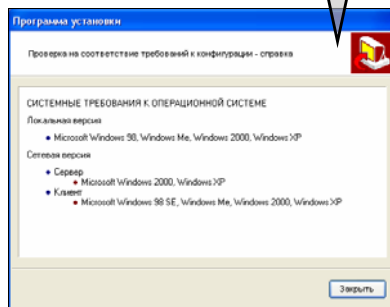 Программа установки
Проверка на соответствие требований к конфигурации - справка
СИСТЕМНЫЕ ТРЕБОВАНИЯ К ОПЕРАЦИОННОЙ СИСТЕМЕ
Локальная версия
Microsoft Windows 98, Windows Me, Windows 2000, Windows XP
Сетевая версия
Сервер
Microsoft Windows 2000, Windows XP
Клиент
Microsoft Windows 98 SE, Windows Me, Windows 2000, Windows XP
Закрыть